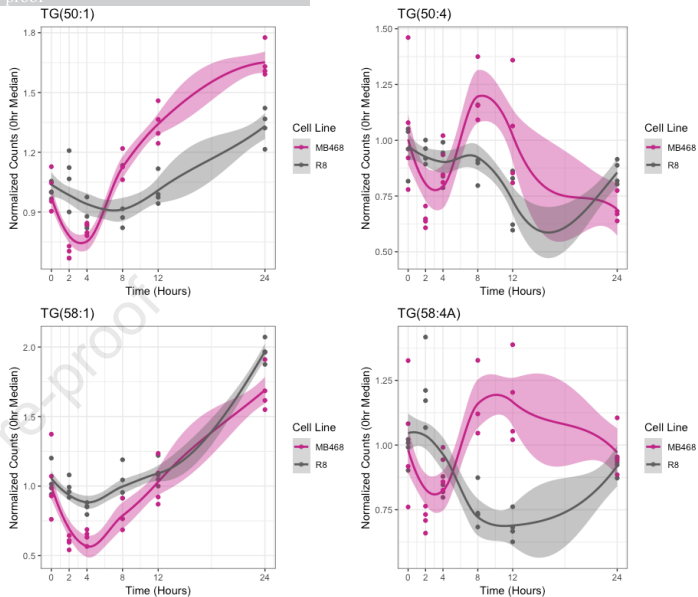 proof
TG(50:1)
Normalized Counts (0hr Median)
1.8
1.5
1.2
0.9
0 2 4 8 12 24
Time (Hours)
Cell Line
MB468
R8
TG(50:4)
Normalized Counts (0hr Median)
1.50
1.25
1.00
0.75
0.50
0 2 4 8 12 24
Time (Hours)
Cell Line
MB468
R8
TG(58:1)
Normalized Counts (0hr Median)
2.0
1.5
1.0
0.5
0 2 4 8 12 24
Time (Hours)
Cell Line
MB468
R8
TG(58:4A)
Normalized Counts (0hr Median)
1.25
1.00
0.75
0 2 4 8 12 24
Time (Hours)
Cell Line
MB468
R8
re-proof